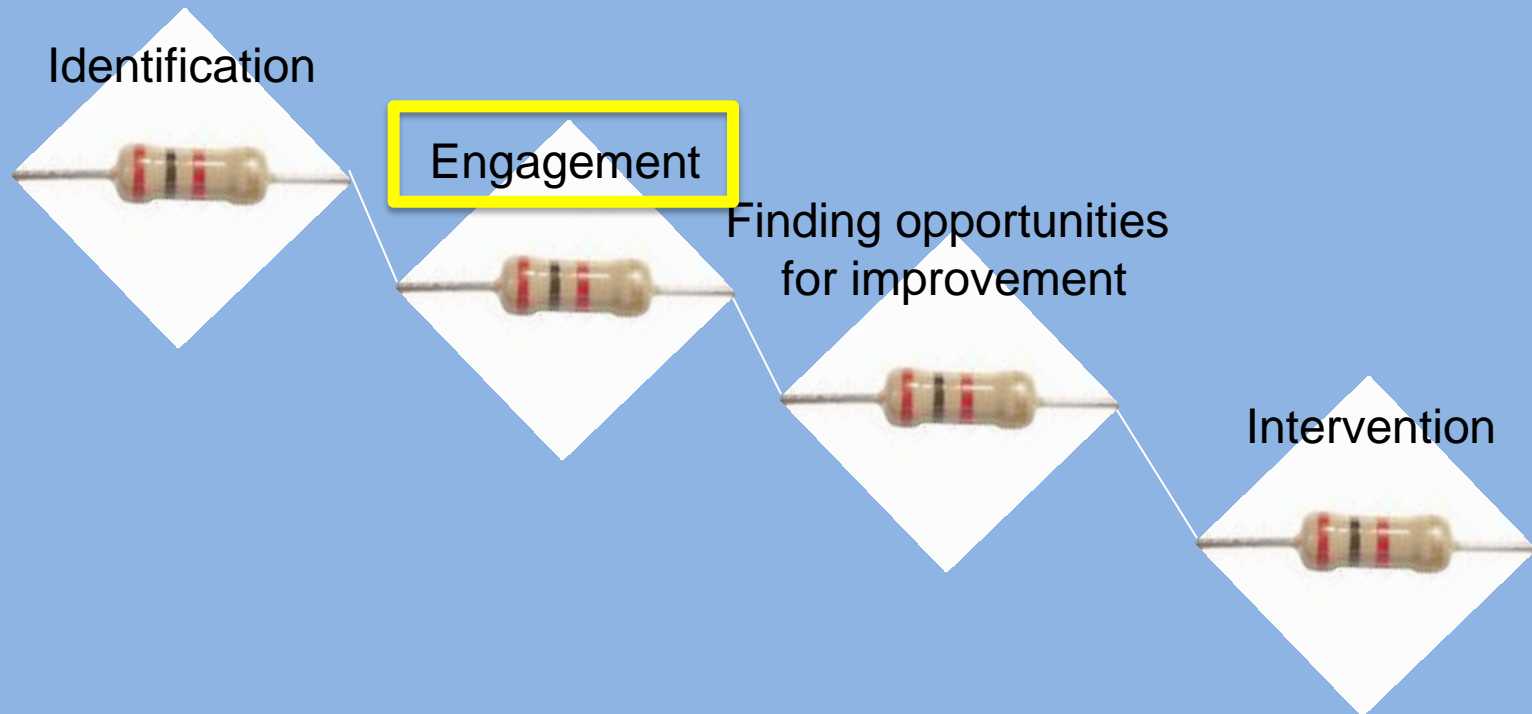 Identification
Engagement
Finding opportunities
for improvement
Intervention